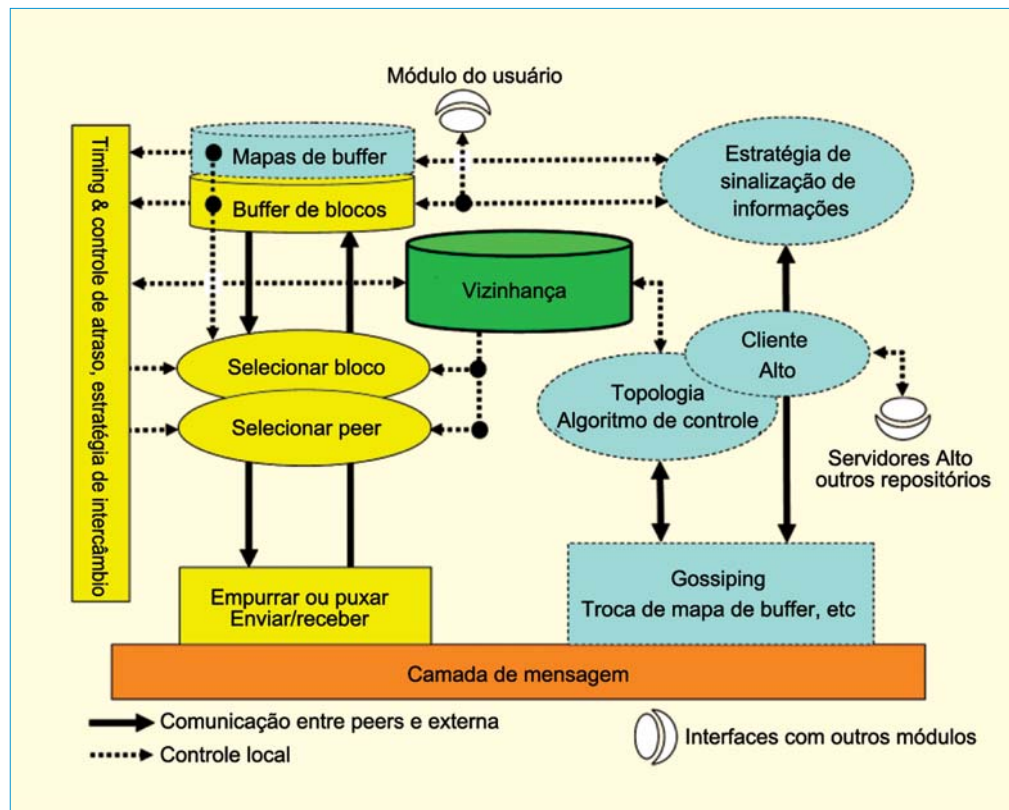 Módulo do usuário
Timing & controle de atraso, estratégia de intercâmbio
Mapas de buffer
Buffer de blocos
Estratégia de
sinalização de
informações
Vizinhança
Selecionar bloco
Selecionar peer
Cliente
Alto
Topologia
Algoritmo de controle
Servidores Alto
outros repositórios
Empurrar ou puxar
Enviar/receber
Gossiping
Troca de mapa de buffer, etc
Camada de mensagem
Comunicação entre peers e externa
Controle local
Interfaces com outros módulos